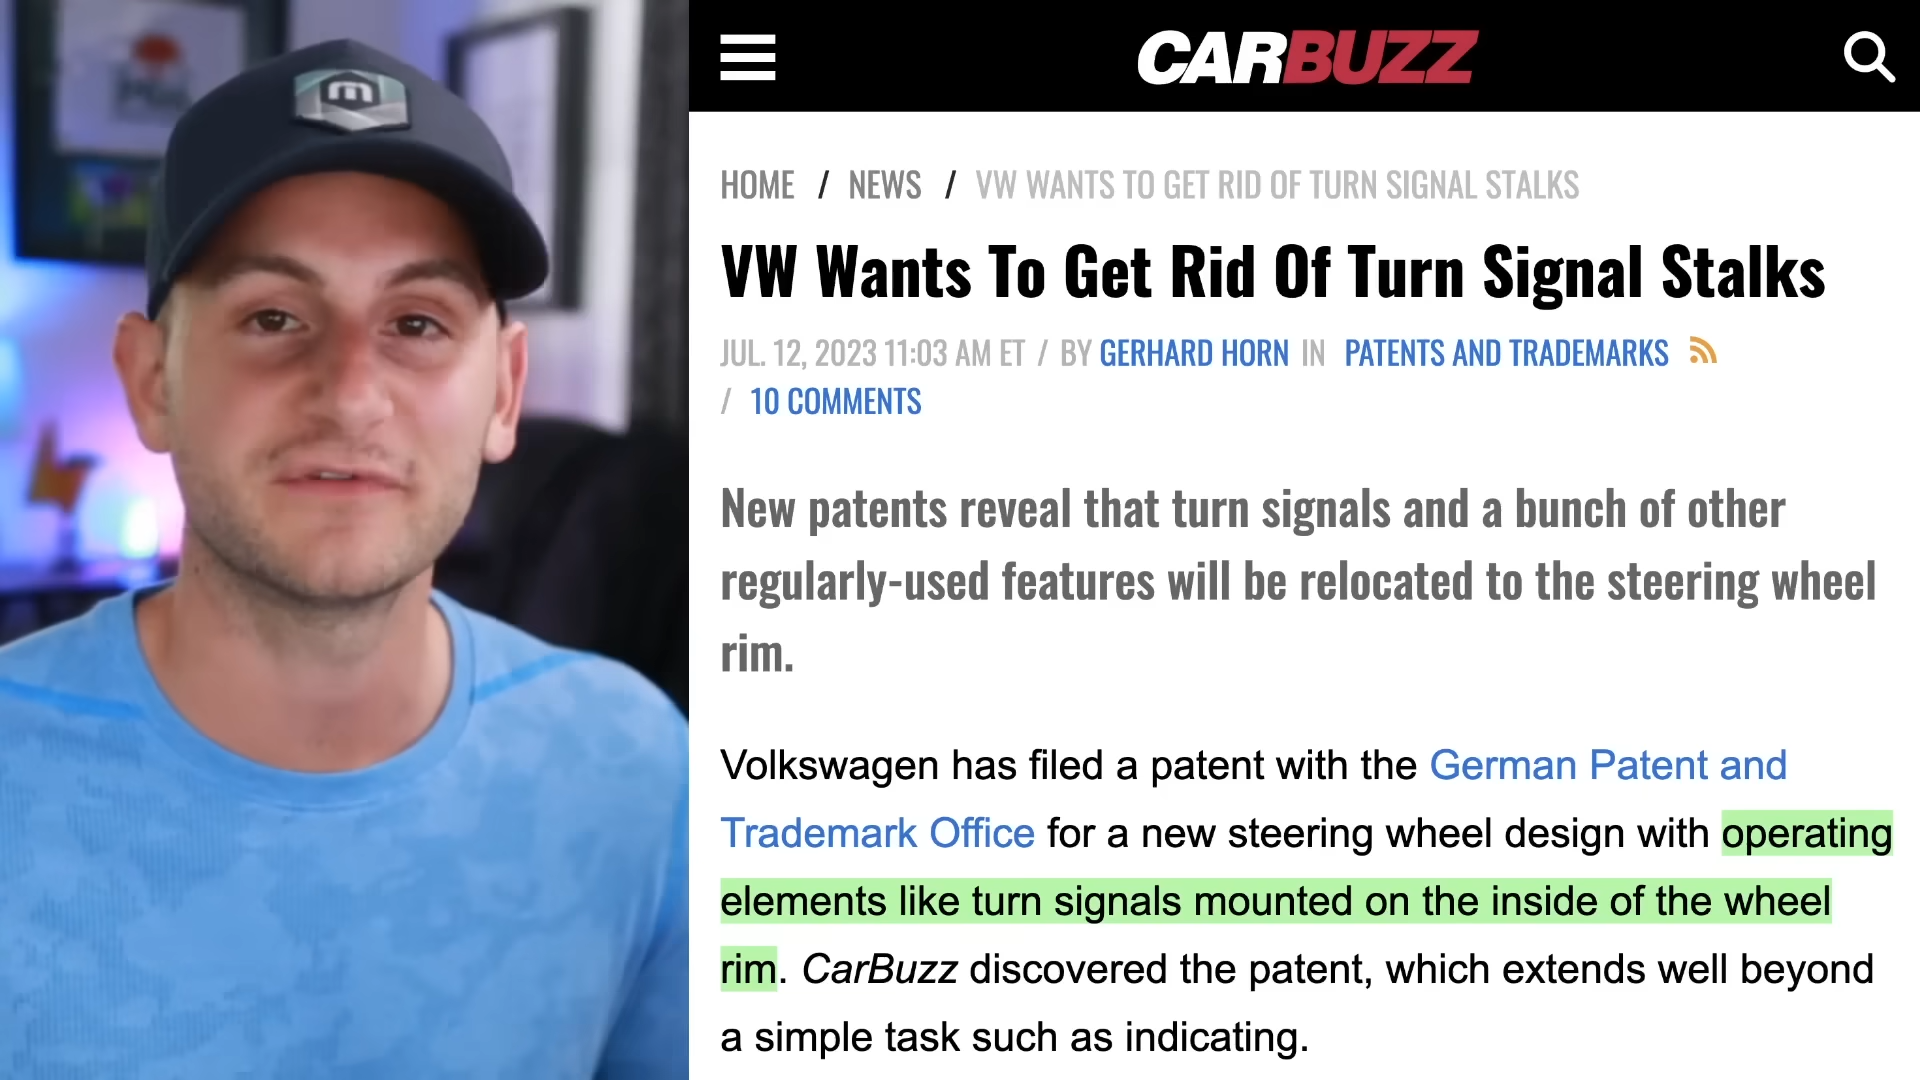 m
CARBUZZ
HOME / NEWS / VW WANTS TO GET RID OF TURN SIGNAL STALKS
VW Wants To Get Rid Of Turn Signal Stalks
JUL. 12, 2023 11:03 AM ET / BY GERHARD HORN IN PATENTS AND TRADEMARKS
/ 10 COMMENTS
New patents reveal that turn signals and a bunch of other
regularly-used features will be relocated to the steering wheel
rim.
Volkswagen has filed a patent with the German Patent and
Trademark Office for a new steering wheel design with operating
elements like turn signals mounted on the inside of the wheel
rim. CarBuzz discovered the patent, which extends well beyond
a simple task such as indicating.